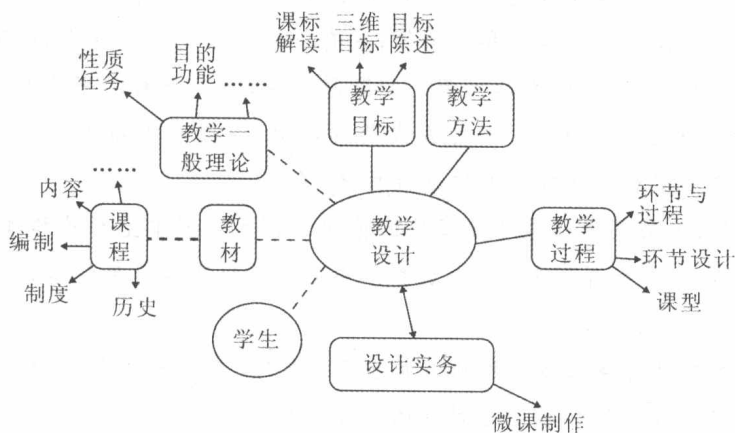 课标
解读
三维
目标
目标
陈述
性质
任务
目的
功能
……
教学
目标
教学
方法
教学一
般理论
……
内容
编制
制度
历史
课
程
教
材
教学
设计
教学
过程
环节与
过程
环节设计
课型
学生
设计实务
微课制作